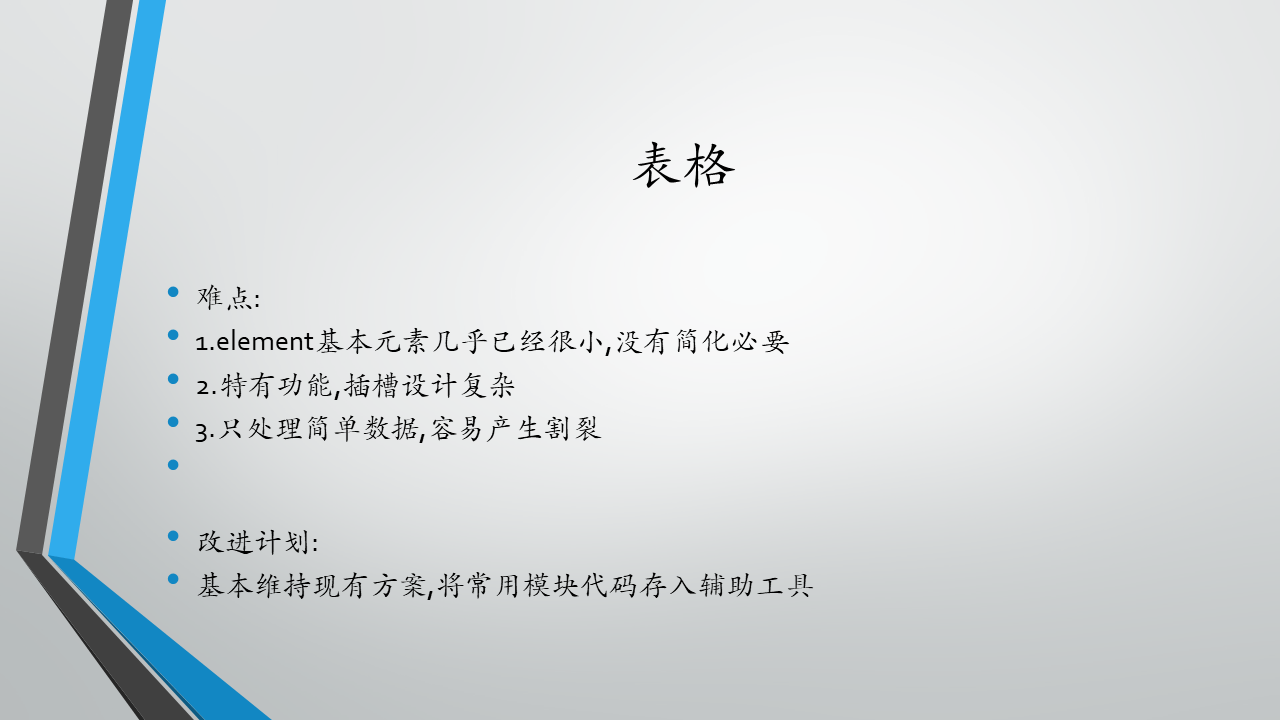 表格
难点:
1.element基本元素几乎已经很小,没有简化必要
2.特有功能,插槽设计复杂
3.只处理简单数据,容易产生割裂
改进计划:
基本维持现有方案,将常用模块代码存入辅助工具